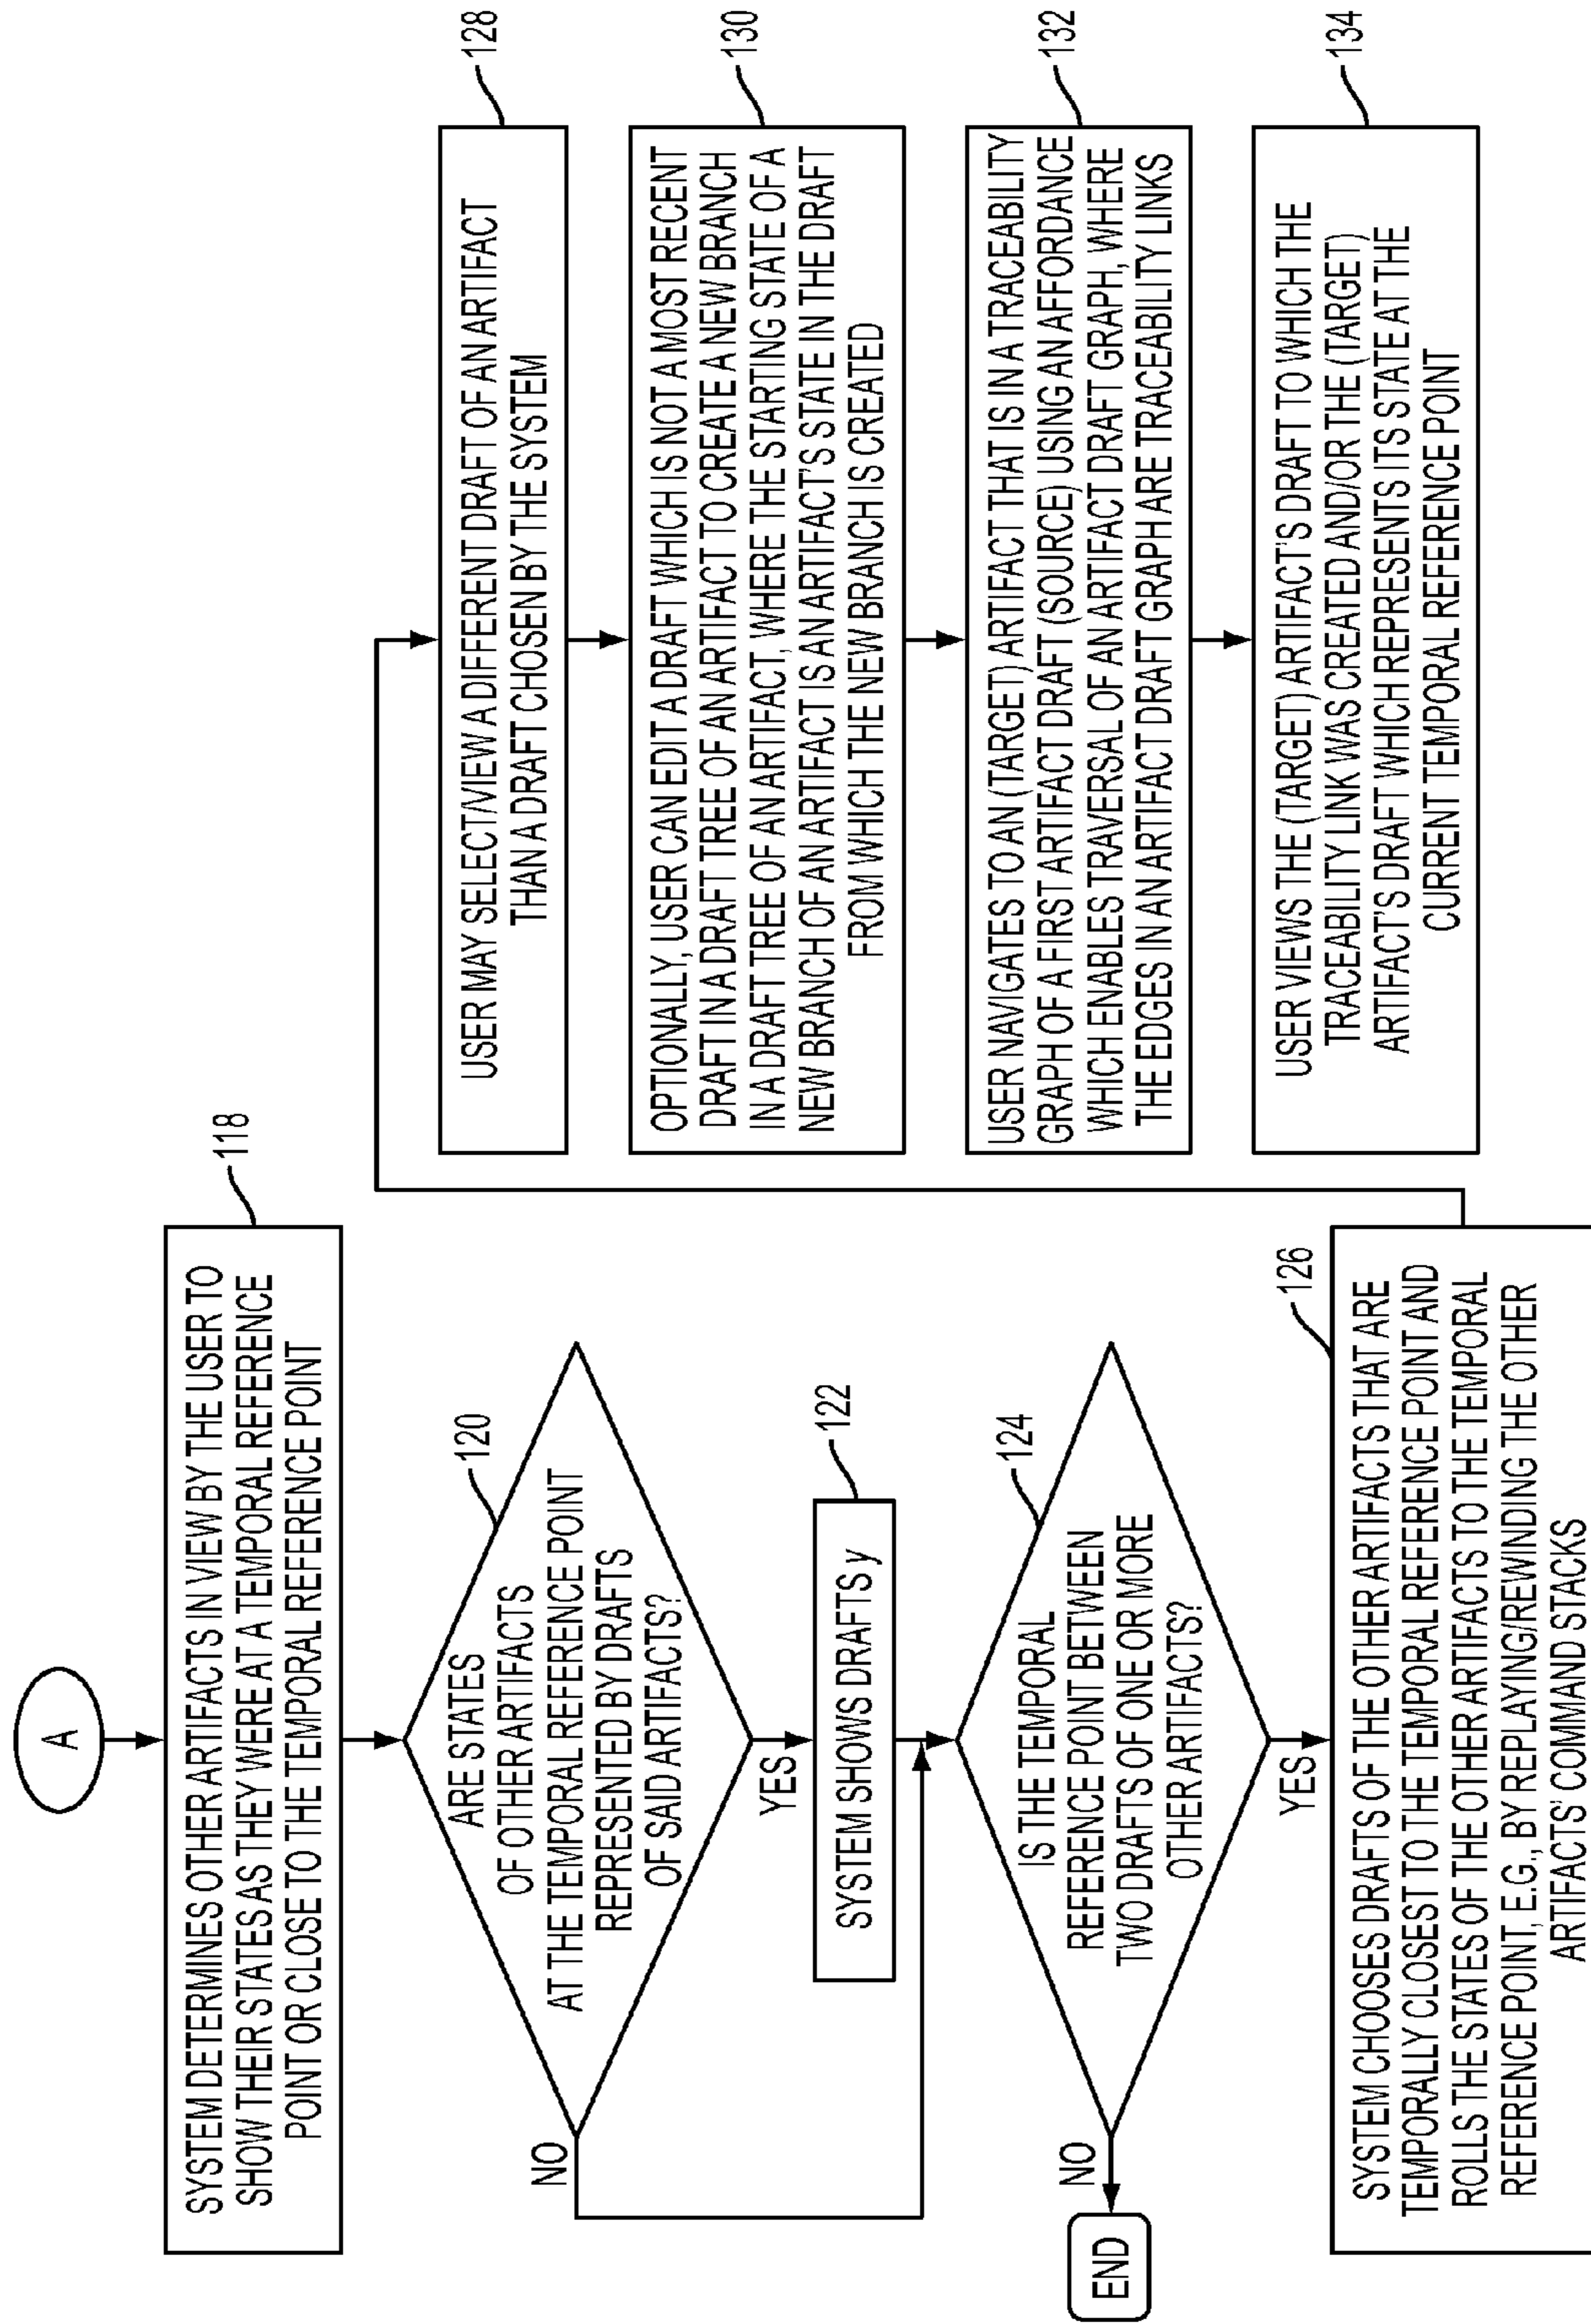 A
118
SYSTEM DETERMINES OTHER ARTIFACTS IN VIEW BY THE USER TO
SHOW THEIR STATES AS THEY WERE AT A TEMPORAL REFERENCE
POINT OR CLOSE TO THE TEMPORAL REFERENCE POINT
120
ARE STATES
OF OTHER ARTIFACTS
AT THE TEMPORAL REFERENCE POINT
REPRESENTED BY DRAFTS
OF SAID ARTIFACTS?
NO
YES
122
SYSTEM SHOWS DRAFTS y
124
IS THE TEMPORAL
REFERENCE POINT BETWEEN
TWO DRAFTS OF ONE OR MORE
OTHER ARTIFACTS?
NO
END
YES
126
SYSTEM CHOOSES DRAFTS OF THE OTHER ARTIFACTS THAT ARE
TEMPORALLY CLOSEST TO THE TEMPORAL REFERENCE POINT AND
ROLLS THE STATES OF THE OTHER ARTIFACTS TO THE TEMPORAL
REFERENCE POINT, E.G., BY REPLAYING/REWINDING THE OTHER
ARTIFACTS' COMMAND STACKS
128
USER MAY SELECT/VIEW A DIFFERENT DRAFT OF AN ARTIFACT
THAN A DRAFT CHOSEN BY THE SYSTEM
130
OPTIONALLY, USER CAN EDIT A DRAFT WHICH IS NOT A MOST RECENT
DRAFT IN A DRAFT TREE OF AN ARTIFACT TO CREATE A NEW BRANCH
IN A DRAFT TREE OF AN ARTIFACT, WHERE THE STARTING STATE OF A
NEW BRANCH OF AN ARTIFACT IS AN ARTIFACT'S STATE IN THE DRAFT
FROM WHICH THE NEW BRANCH IS CREATED
132
USER NAVIGATES TO AN (TARGET) ARTIFACT THAT IS IN A TRACEABILITY
GRAPH OF A FIRST ARTIFACT DRAFT (SOURCE) USING AN AFFORDANCE
WHICH ENABLES TRAVERSAL OF AN ARTIFACT DRAFT GRAPH, WHERE
THE EDGES IN AN ARTIFACT DRAFT GRAPH ARE TRACEABILITY LINKS
134
USER VIEWS THE (TARGET) ARTIFACT'S DRAFT TO WHICH THE
TRACEABILITY LINK WAS CREATED AND/OR THE (TARGET)
ARTIFACT'S DRAFT WHICH REPRESENTS ITS STATE AT THE
CURRENT TEMPORAL REFERENCE POINT